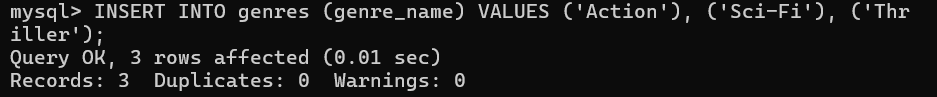 mysql> INSERT INTO genres (genre_name) VALUES ('Action'), ('Sci-Fi'), ('Thr
iller');
Query OK, 3 rows affected (0.01 sec)
Records: 3  Duplicates: 0  Warnings: 0